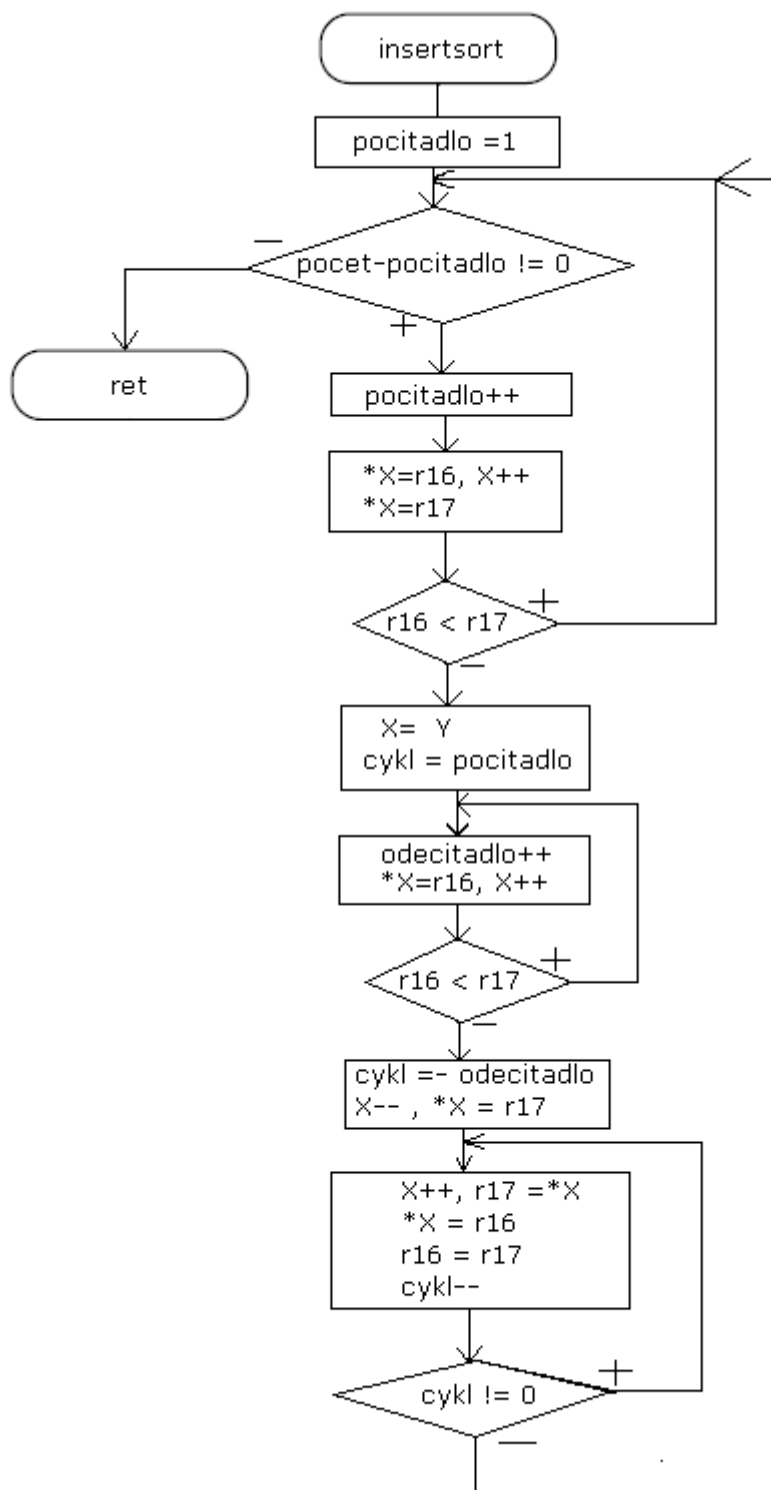 insertsort
pocitadlo =1
−
pocet-pocitadlo != 0
+
ret
pocitadlo++
*X=r16, X++
*X=r17
+
r16 < r17
−
X= Y
cykl = pocitadlo
odecitadlo++
*X=r16, X++
+
r16 < r17
−
cykl =- odecitadlo
X-- , *X = r17
X++, r17 =*X
*X = r16
r16 = r17
cykl--
+
cykl != 0
−